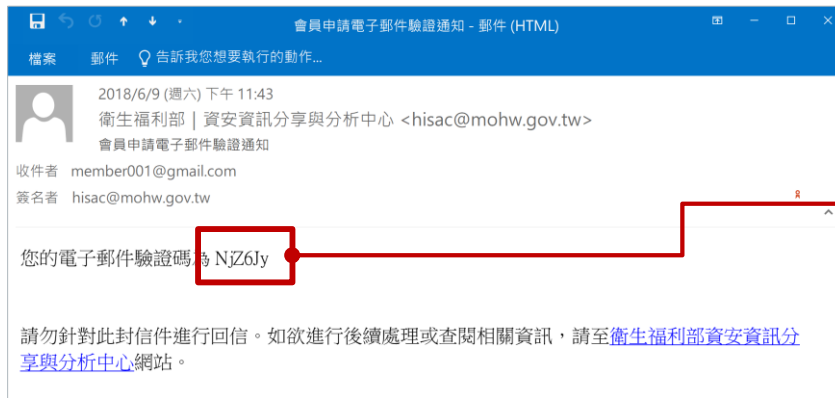 會員申請電子郵件驗證通知 - 郵件 (HTML)
檔案 郵件 告訴我您想要執行的動作...
2018/6/9 (週六) 下午 11:43
衛生福利部 | 資安資訊分享與分析中心 <hisac@mohw.gov.tw>
會員申請電子郵件驗證通知
收件者 member001@gmail.com
簽名者 hisac@mohw.gov.tw
您的電子郵件驗證碼為 NjZ6Jy
請勿針對此封信件進行回信。如欲進行後續處理或查閱相關資訊，請至衛生福利部資安資訊分
享與分析中心網站。